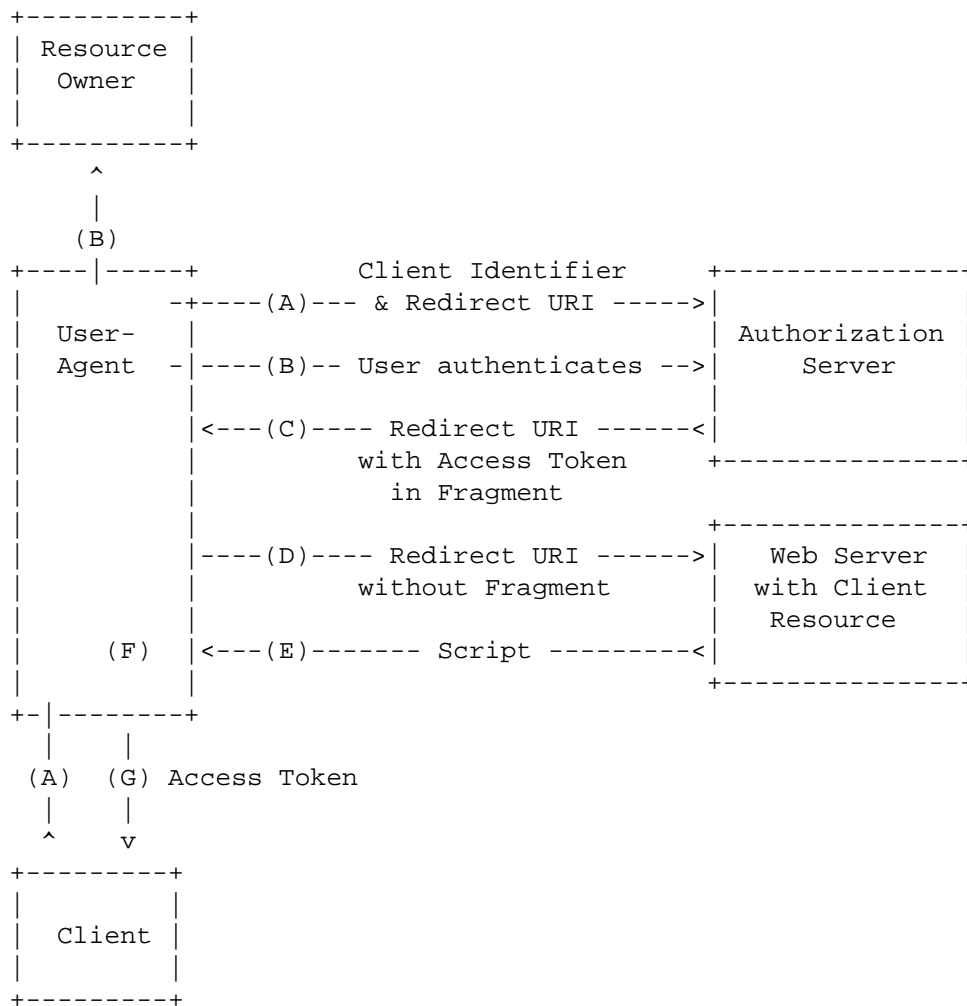 +----------+
| Resource |
|  Owner   |
|          |
+----------+
     ^
     |
    (B)
+----|-----+          Client Identifier     +----------------
|         -+----(A)--- & Redirect URI ----->|               |
|  User-   |                                | Authorization |
|  Agent  -|----(B)-- User authenticates -->|     Server    |
|          |                                |               |
|          |<---(C)---- Redirect URI ------<|               |
|          |          with Access Token     +----------------
|          |            in Fragment
|          |                                +----------------
|          |----(D)---- Redirect URI ------>|   Web Server  |
|          |          without Fragment      |  with Client  |
|          |                                |   Resource    |
|     (F)  |<---(E)------- Script ---------<|               |
|          |                                +----------------
+-|--------+
  |    |
 (A)  (G) Access Token
  |    |
  ^    v
+---------+
|         |
|  Client |
|         |
+---------+